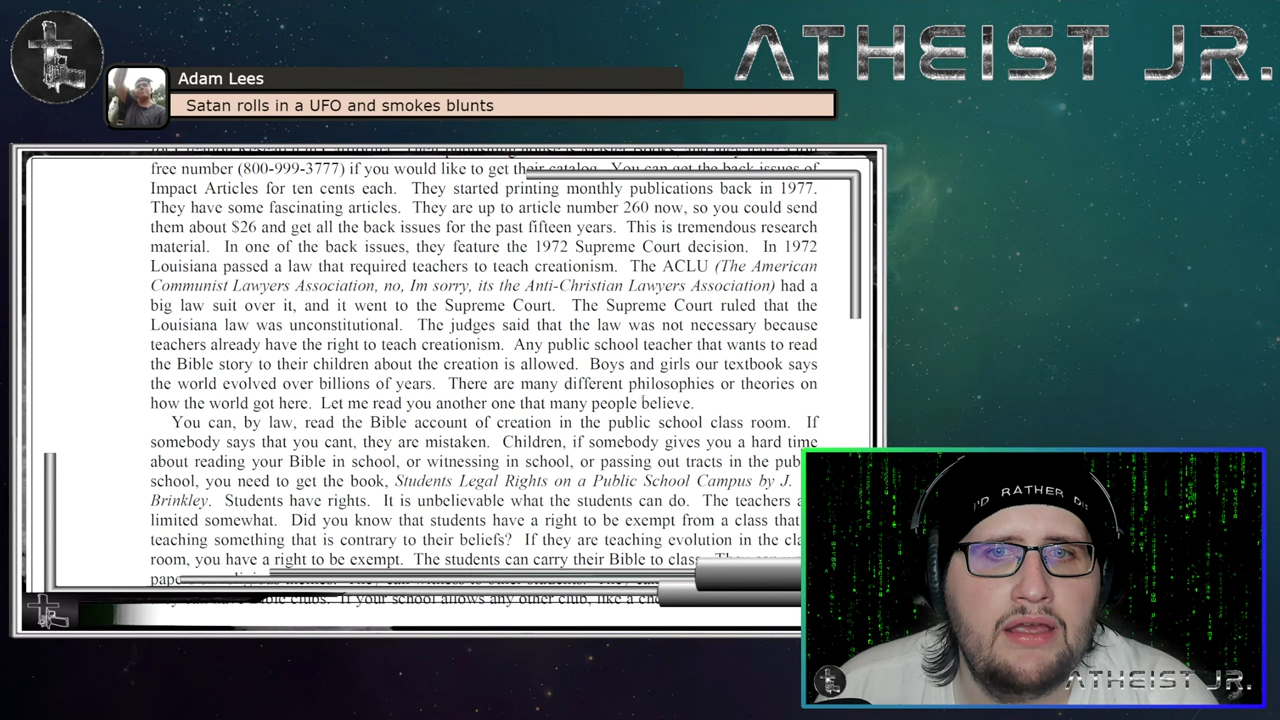 ATHEIST JR.
Adam Lees
Satan rolls in a UFO and smokes blunts
free number (800-999-3777) if you would like to get their catalog. You can get the back issues of
Impact Articles for ten cents each. They started printing monthly publications back in 1977.
They have some fascinating articles. They are up to article number 260 now, so you could send
them about $26 and get all the back issues for the past fifteen years. This is tremendous research
material. In one of the back issues, they feature the 1972 Supreme Court decision. In 1972
Louisiana passed a law that required teachers to teach creationism. The ACLU (The American
Communist Lawyers Association, no, Im sorry, its the Anti-Christian Lawyers Association) had a
big law suit over it, and it went to the Supreme Court. The Supreme Court ruled that the
Louisiana law was unconstitutional. The judges said that the law was not necessary because
teachers already have the right to teach creationism. Any public school teacher that wants to read
the Bible story to their children about the creation is allowed. Boys and girls our textbook says
the world evolved over billions of years. There are many different philosophies or theories on
how the world got here. Let me read you another one that many people believe.
You can, by law, read the Bible account of creation in the public school class room. If
somebody says that you cant, they are mistaken. Children, if somebody gives you a hard time
about reading your Bible in school, or witnessing in school, or passing out tracts in the
school, you need to get the book, Students Legal Rights on a Public School Campus by J.
Brinkley. Students have rights. It is unbelievable what the students can do. The teachers
limited somewhat. Did you know that students have a right to be exempt from a class that
teaching something that is contrary to their beliefs? If they are teaching evolution in the
room, you have a right to be exempt. The students can carry their Bible to class.
If your school allows any other club, like a
I'D RATHER
ATHEIST JR.